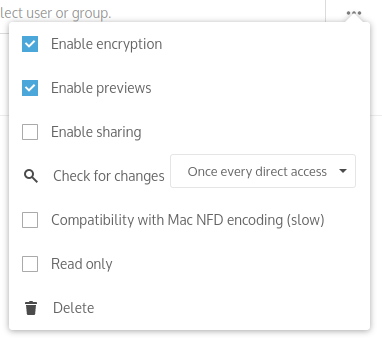 lect user or group.
Enable encryption
Enable previews
Enable sharing
Check for changes Once every direct access
Compatibility with Mac NFD encoding (slow)
Read only
Delete